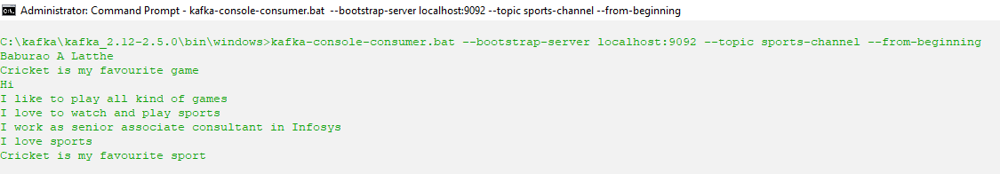 Administrator: Command Prompt - kafka-console-consumer.bat --bootstrap-server localhost:9092 --topic sports-channel --from-beginning
C:\kafka\kafka_2.12-2.5.0\bin\windows>kafka-console-consumer.bat --bootstrap-server localhost:9092 --topic sports-channel --from-beginning
Baburao A Latthe
Cricket is my favourite game
Hi
I like to play all kind of games
I love to watch and play sports
I work as senior associate consultant in Infosys
I love sports
Cricket is my favourite sport